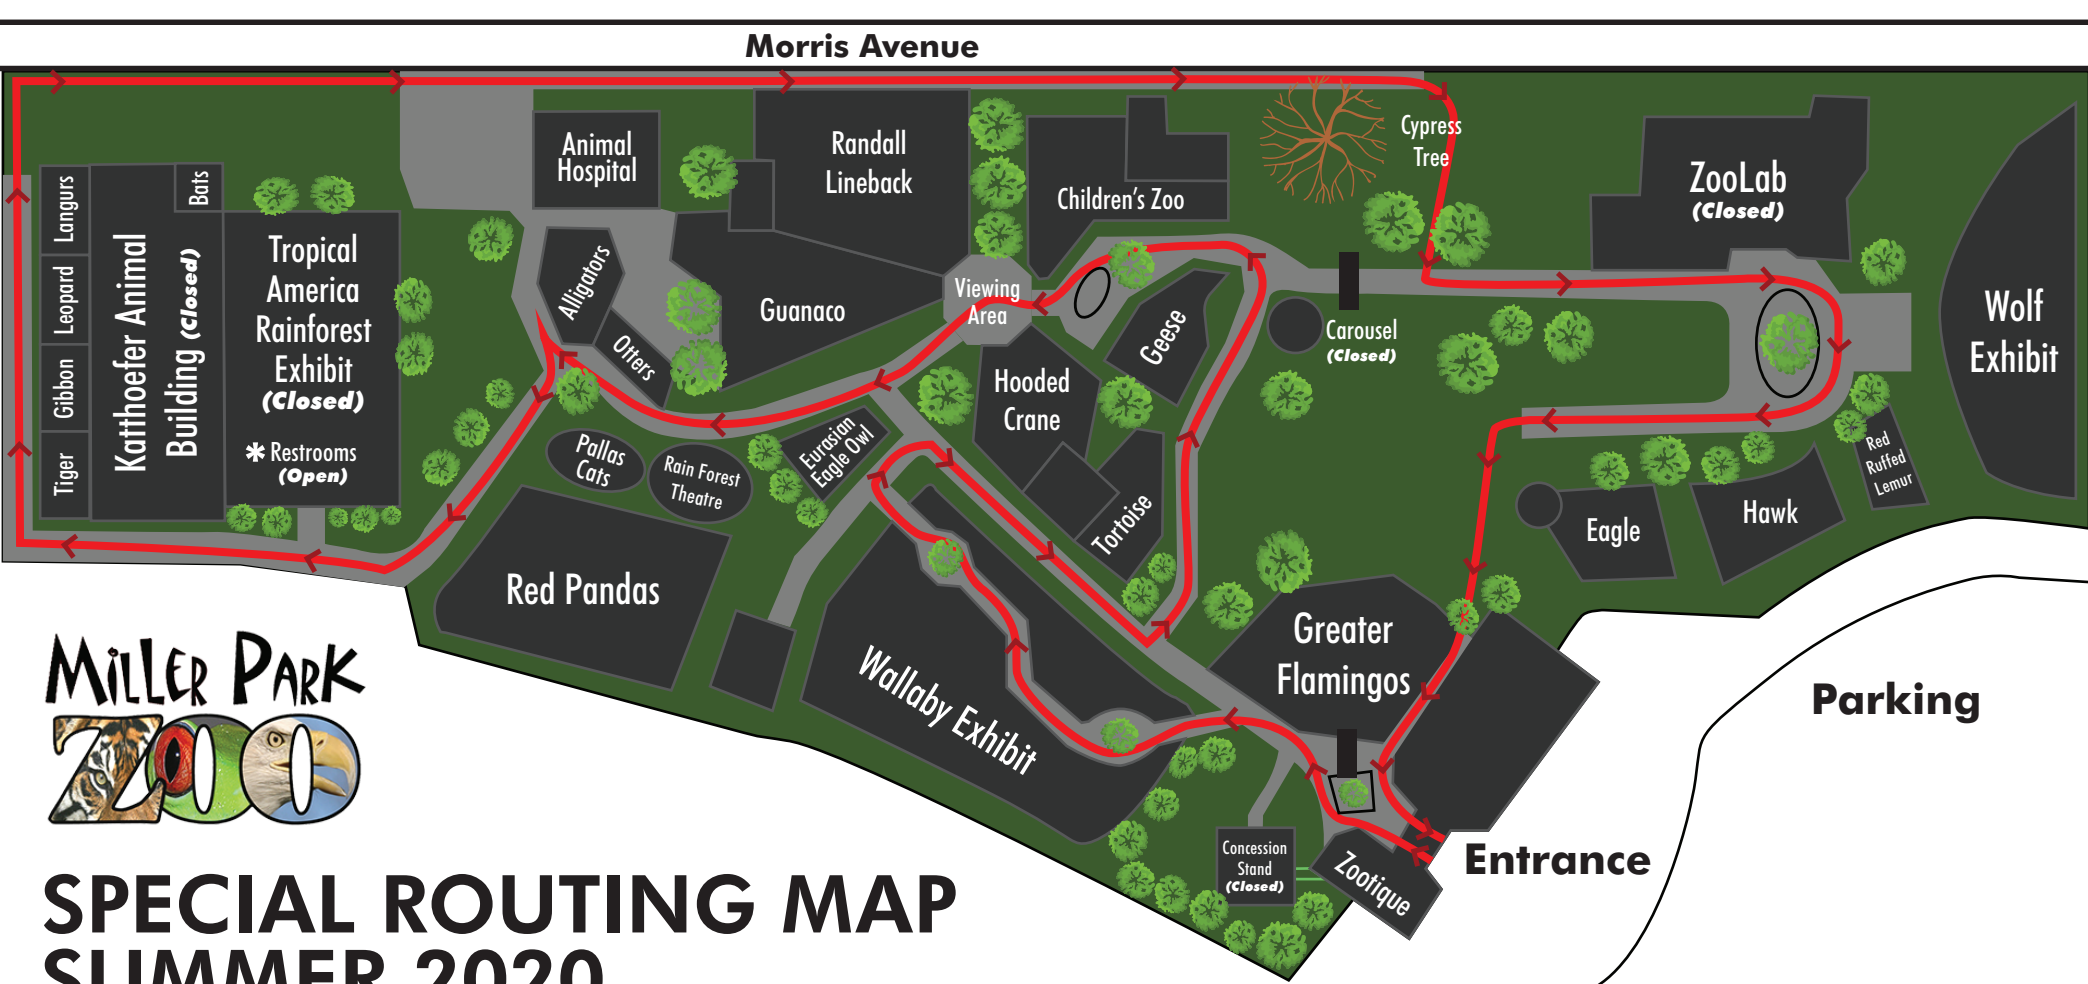 Morris Avenue
Animal
Hospital
Randall
Lineback
Children's Zoo
Cypress
Tree
ZooLab
(Closed)
Wolf
Exhibit
Langurs
Leopard
Gibbon
Tiger
Katthoefer Animal
Building (Closed)
Bats
Tropical
America
Rainforest
Exhibit
(Closed)
* Restrooms
(Open)
Alligators
Otters
Guanaco
Viewing
Area
Geese
Carousel
(Closed)
Hooded
Crane
Tortoise
Eurasian
Eagle Owl
Pallas
Cats
Rain Forest
Theatre
Red Pandas
Wallaby Exhibit
Greater
Flamingos
Eagle
Hawk
Red
Ruffed
Lemur
Parking
Entrance
Concession
Stand
(Closed)
Zootique
MiLLER PARK
ZOO
SPECIAL ROUTING MAP
SUMMER 2020